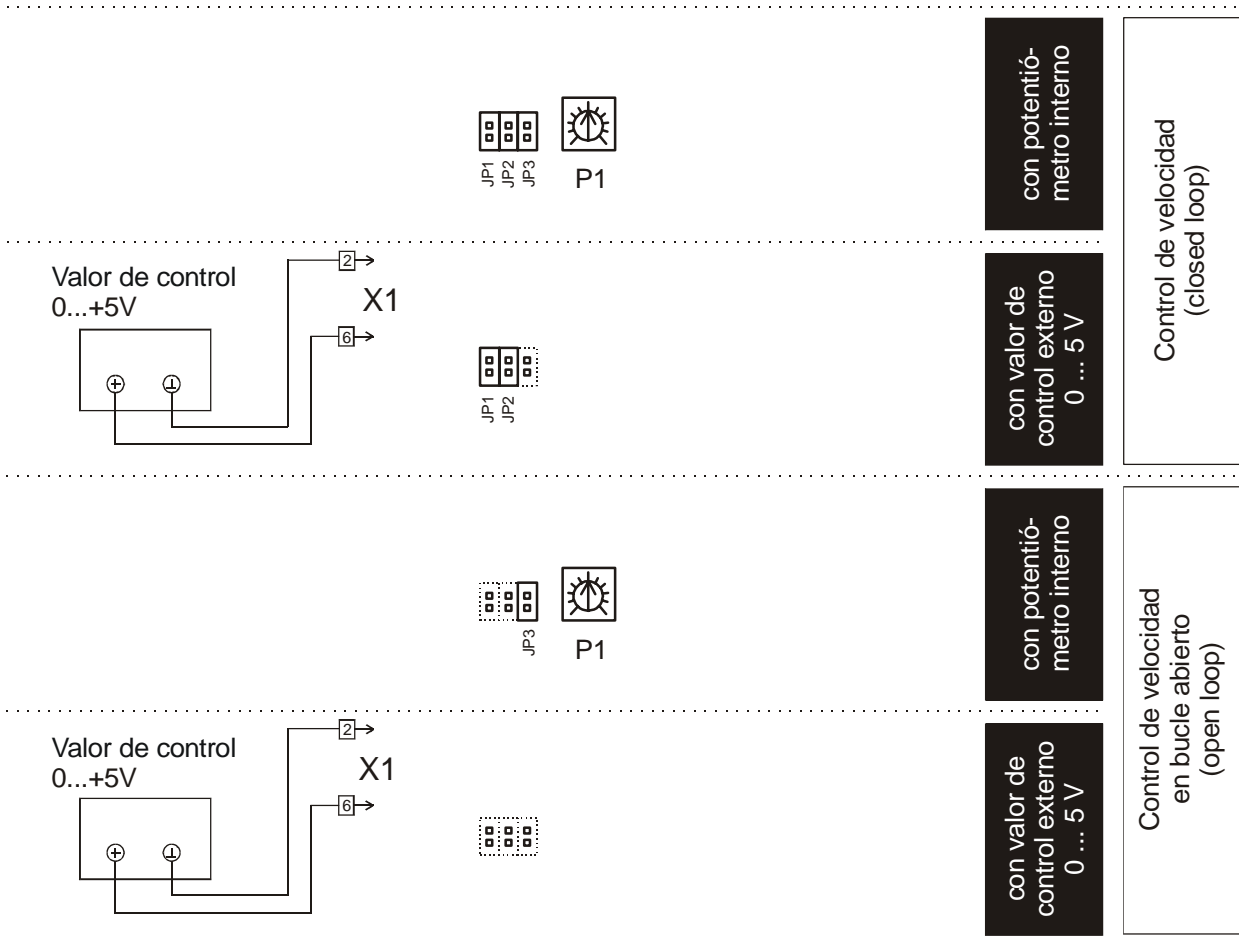 JP1
JP2
JP3
P1
con potentió-
metro interno
Control de velocidad
(closed loop)
Valor de control
0...+5V
2
X1
6
JP1
JP2
con valor de
control externo
0 ... 5 V
JP3
P1
con potentió-
metro interno
Control de velocidad
en bucle abierto
(open loop)
Valor de control
0...+5V
2
X1
6
con valor de
control externo
0 ... 5 V